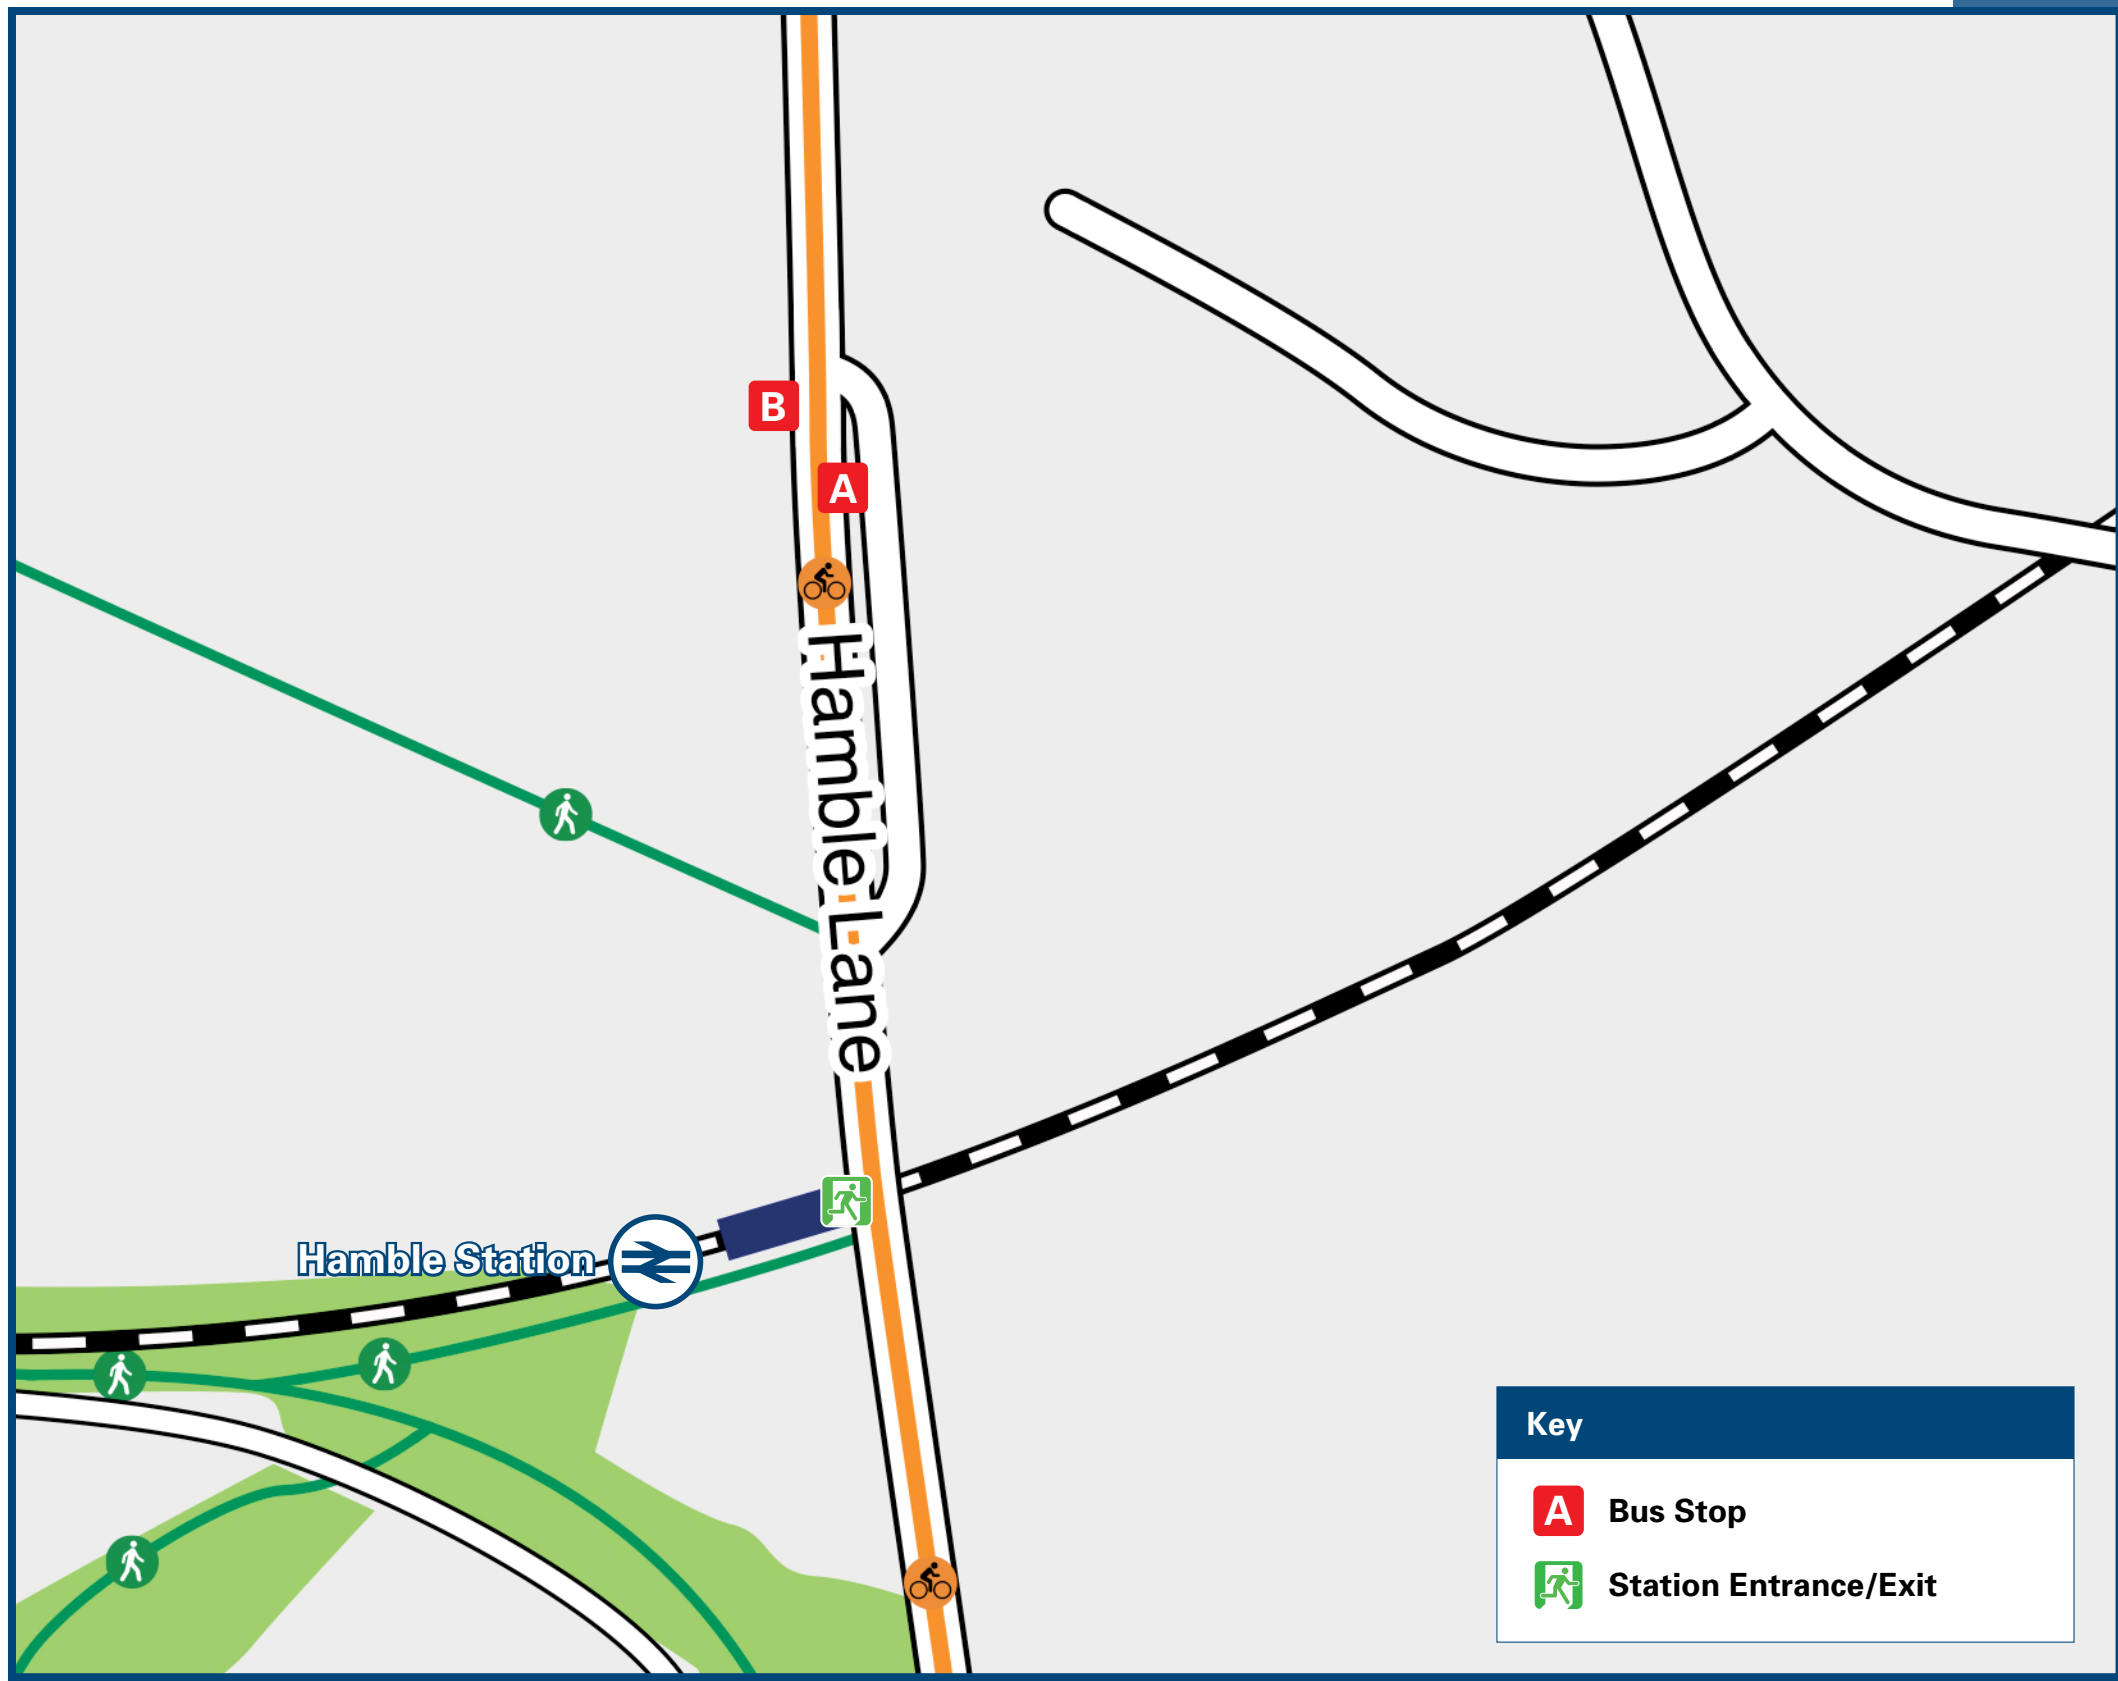 B
A
Hamble Lane
Hamble Station
Key
A Bus Stop
Station Entrance/Exit